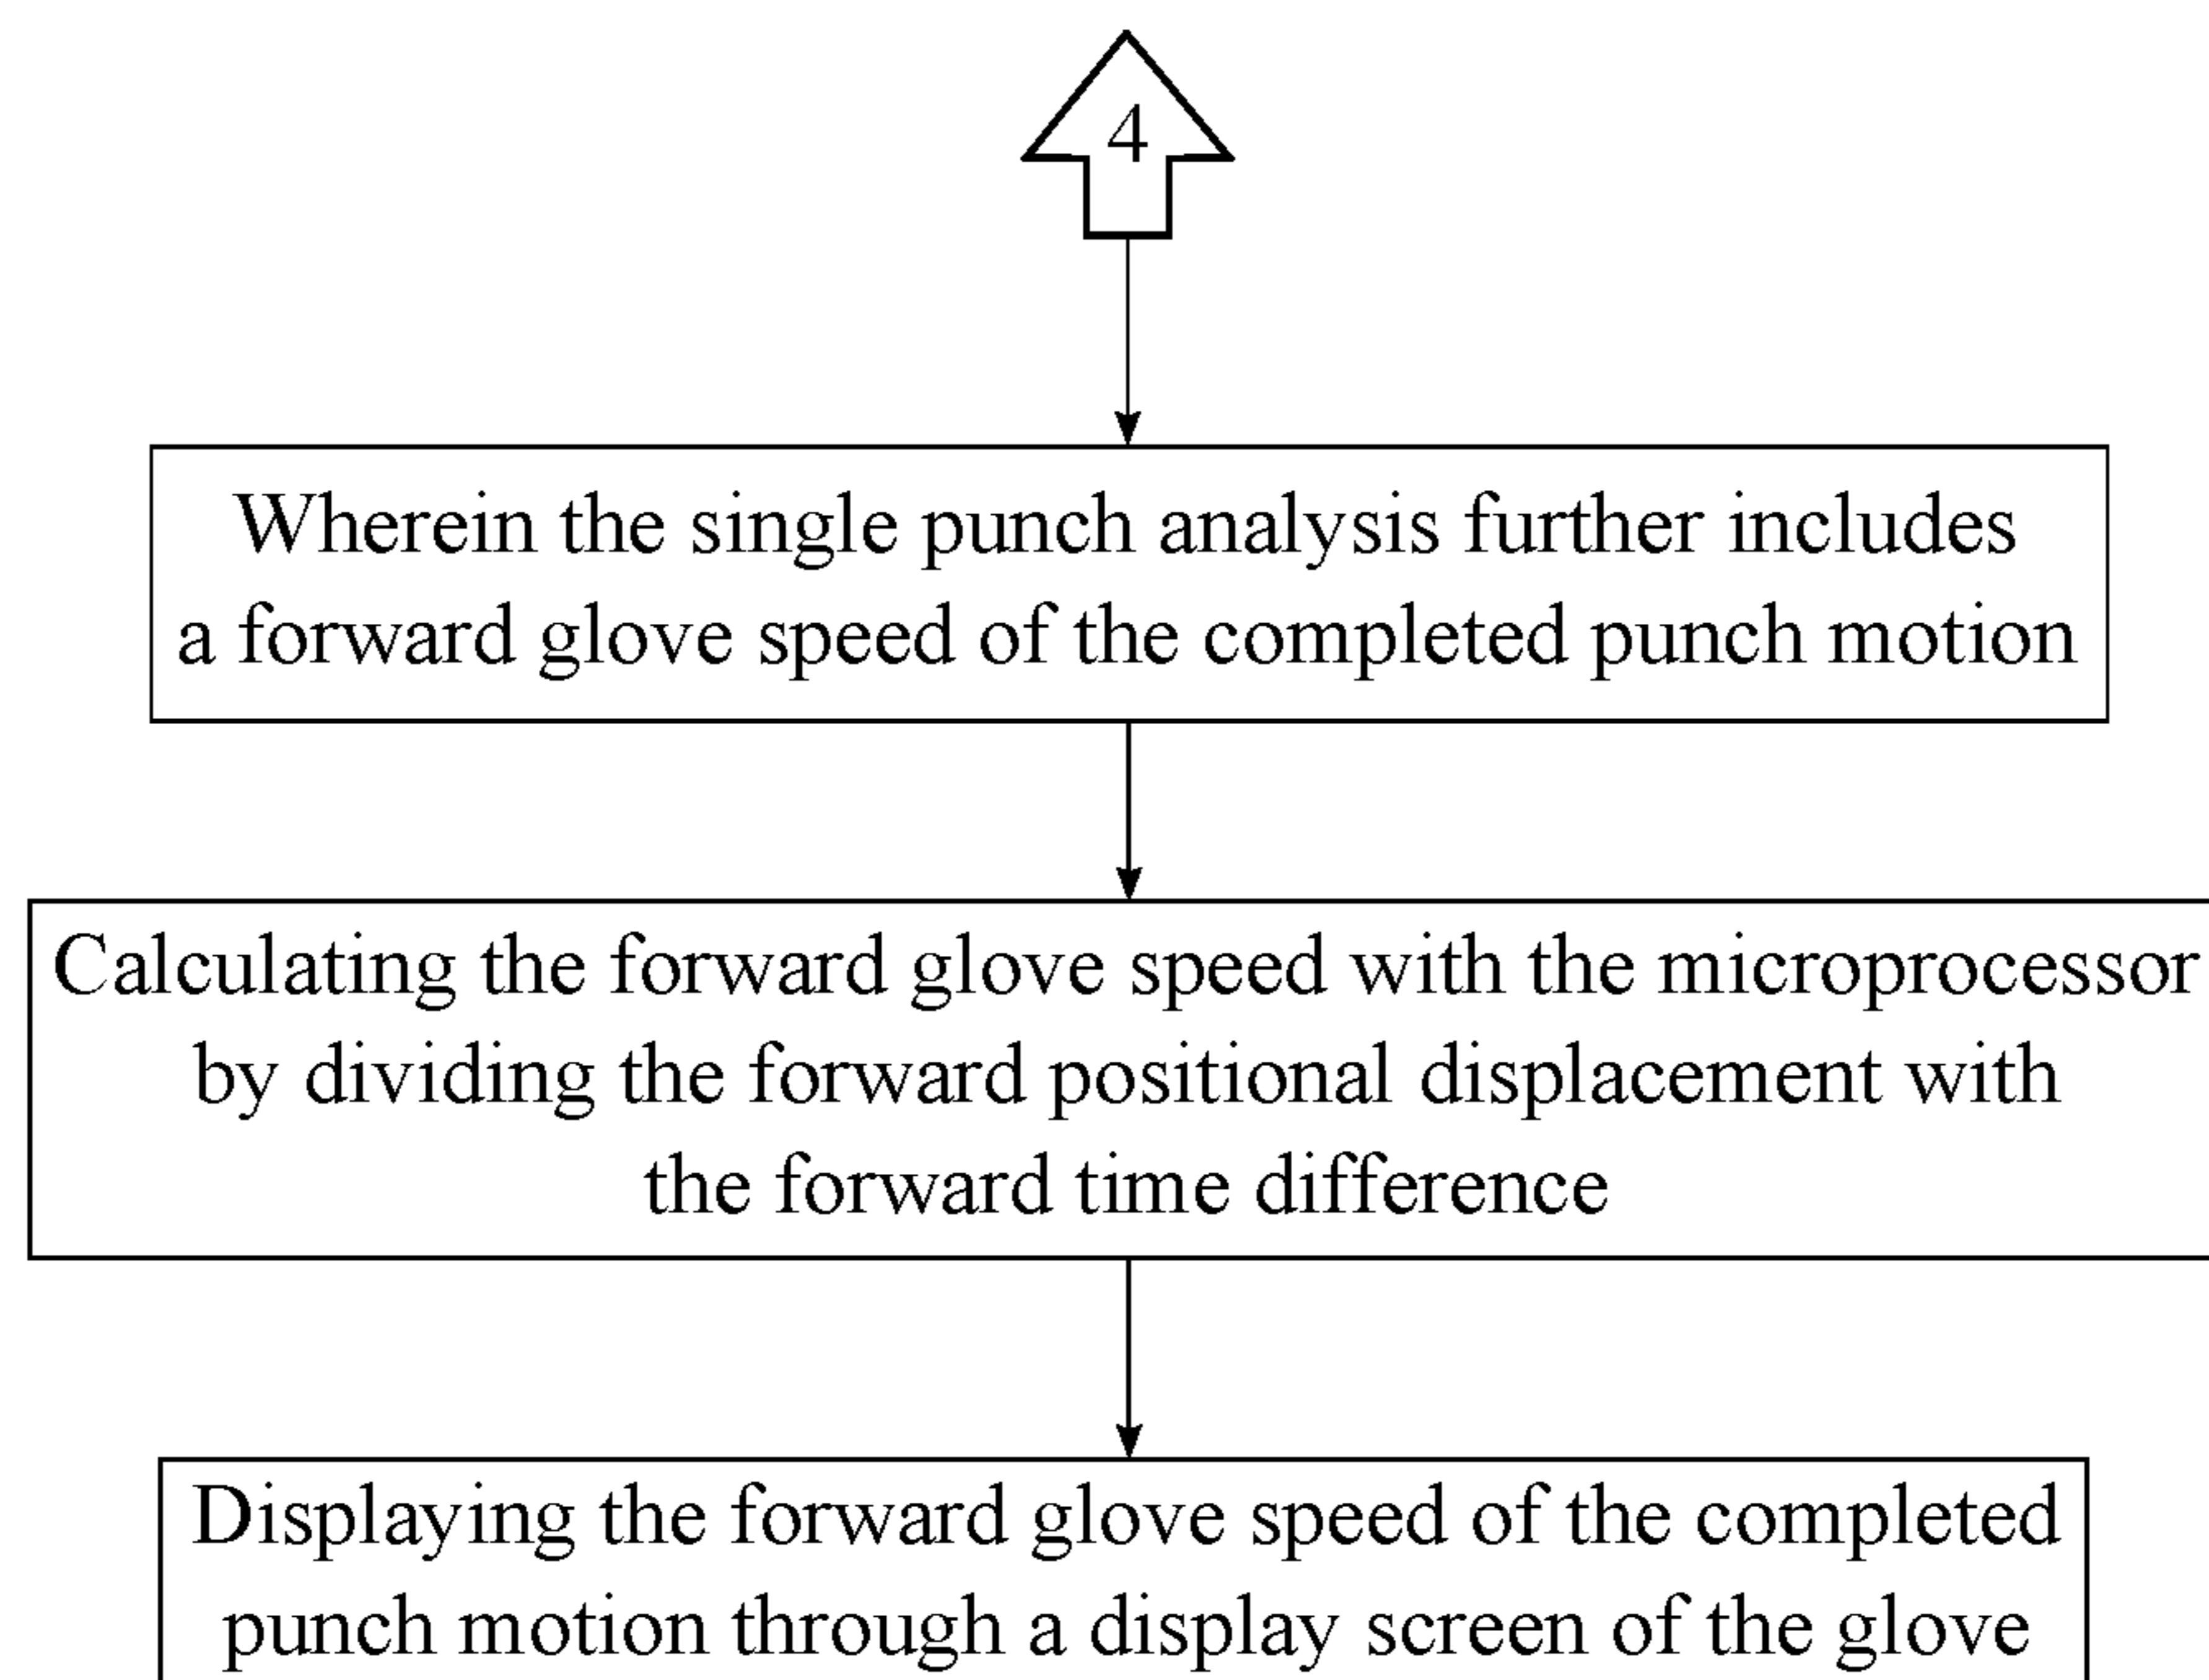 4
Wherein the single punch analysis further includes
a forward glove speed of the completed punch motion
Calculating the forward glove speed with the microprocessor
by dividing the forward positional displacement with
the forward time difference
Displaying the forward glove speed of the completed
punch motion through a display screen of the glove